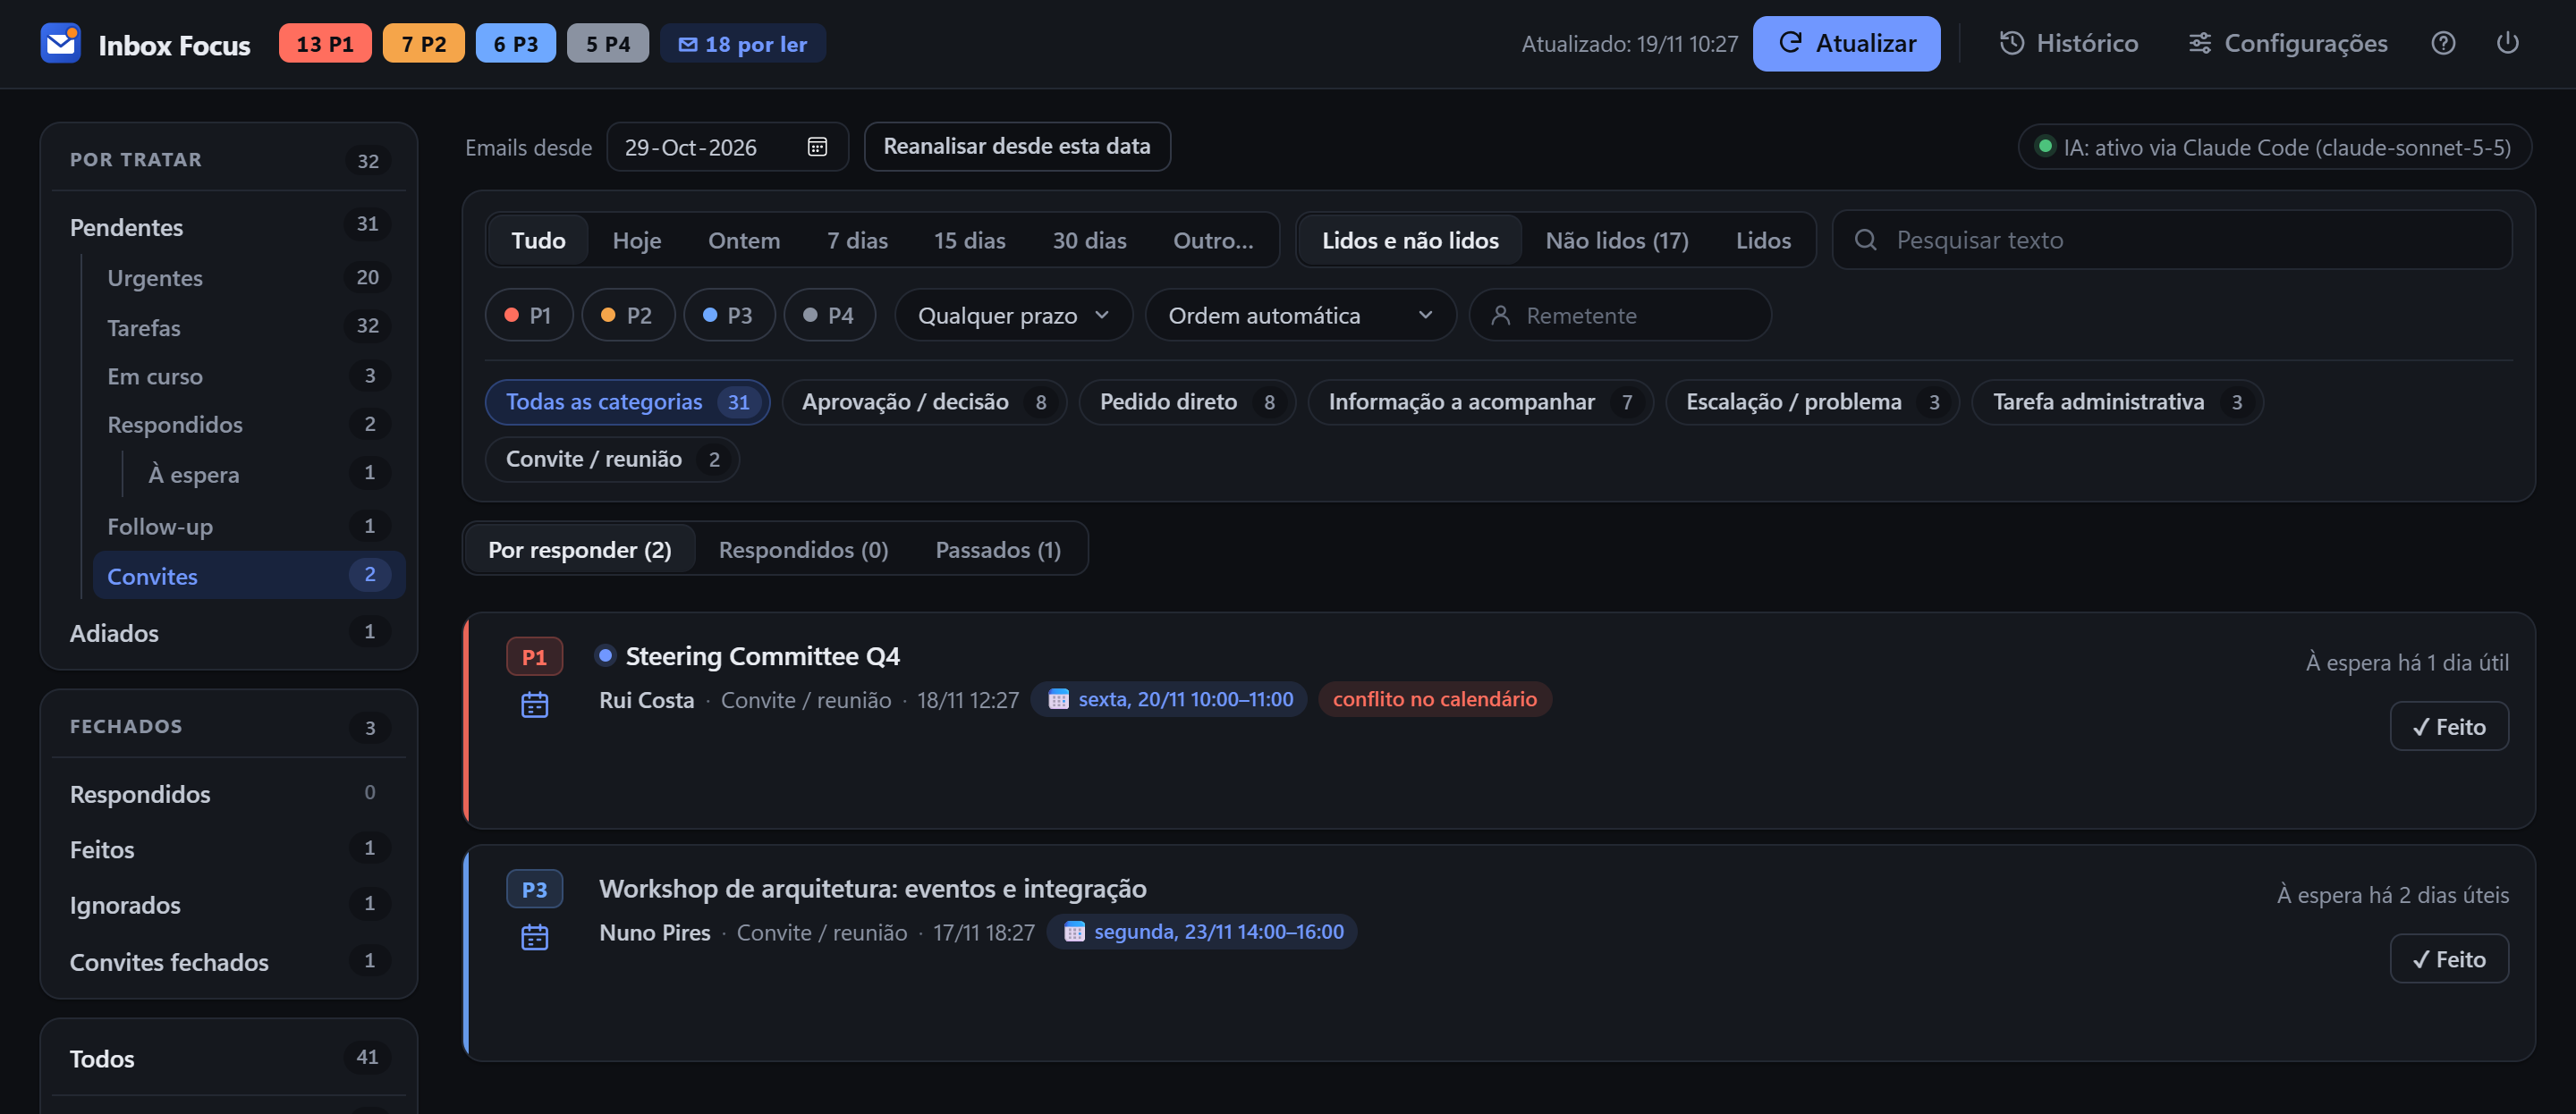 Inbox Focus 13 P1 7 P2 6 P3 5 P4 18 por ler Atualizado: 19/11 10:27 Atualizar Histórico Configurações
POR TRATAR 32
Pendentes 31
Urgentes 20
Tarefas 32
Em curso 3
Respondidos 2
À espera 1
Follow-up 1
Convites 2
Adiados 1
FECHADOS 3
Respondidos 0
Feitos 1
Ignorados 1
Convites fechados 1
Todos 41
Emails desde 29-Oct-2026 Reanalisar desde esta data IA: ativo via Claude Code (claude-sonnet-5-5)
Tudo Hoje Ontem 7 dias 15 dias 30 dias Outro... Lidos e não lidos Não lidos (17) Lidos Pesquisar texto
P1 P2 P3 P4 Qualquer prazo Ordem automática Remetente
Todas as categorias 31 Aprovação / decisão 8 Pedido direto 8 Informação a acompanhar 7 Escalação / problema 3 Tarefa administrativa 3
Convite / reunião 2
Por responder (2) Respondidos (0) Passados (1)
P1 Steering Committee Q4 À espera há 1 dia útil
Rui Costa · Convite / reunião · 18/11 12:27 sexta, 20/11 10:00–11:00 conflito no calendário
✓ Feito
P3 Workshop de arquitetura: eventos e integração À espera há 2 dias úteis
Nuno Pires · Convite / reunião · 17/11 18:27 segunda, 23/11 14:00–16:00
✓ Feito